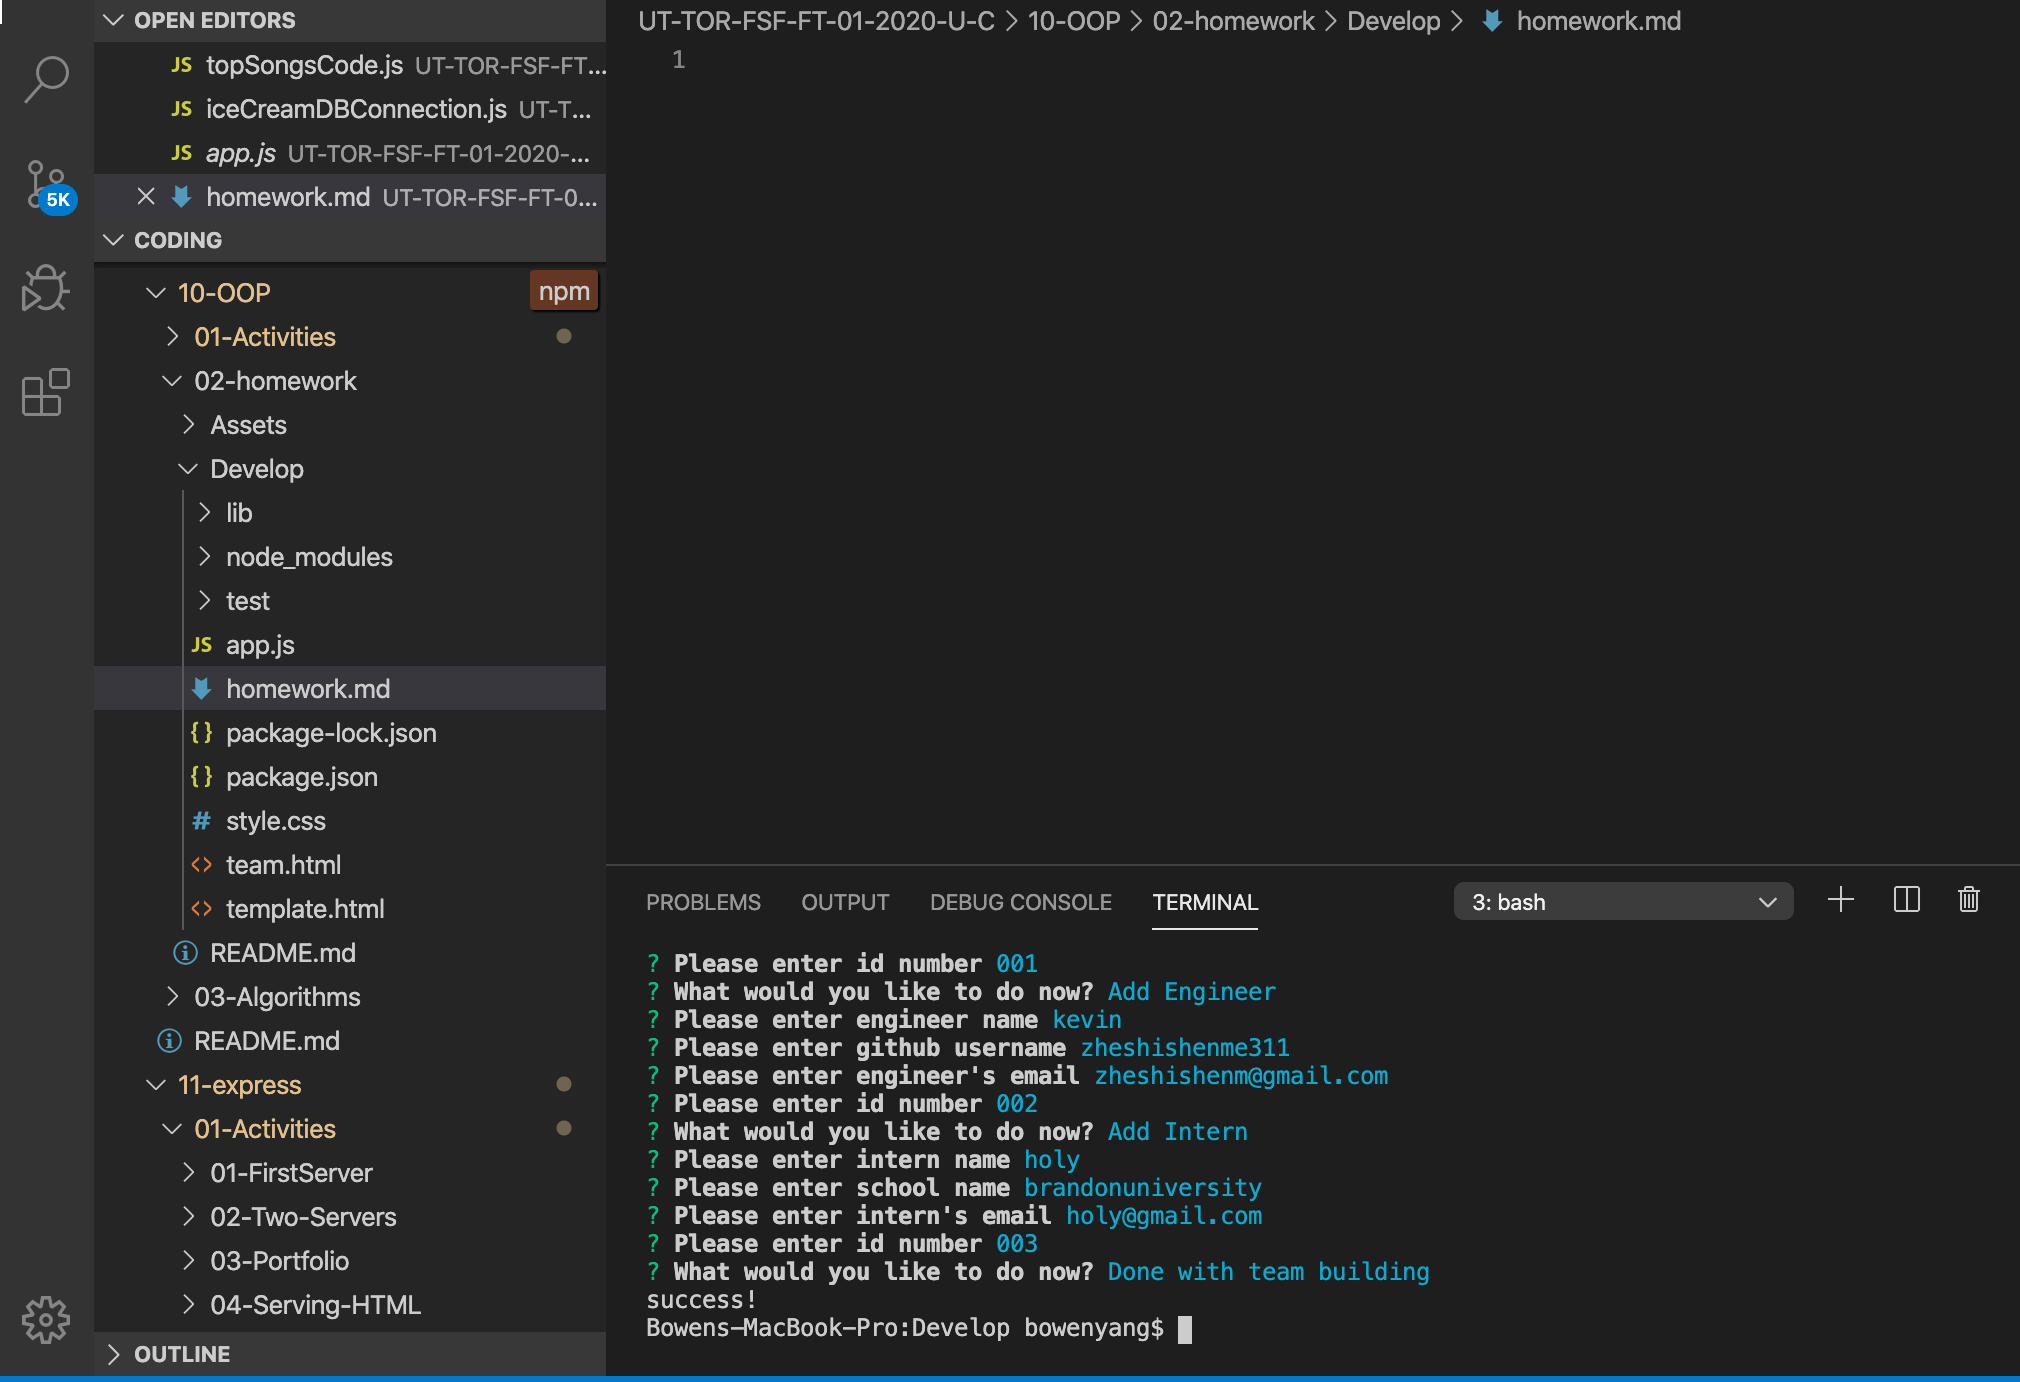 OPEN EDITORS
JS topSongsCode.js UT-TOR-FSF-FT...
JS iceCreamDBConnection.js UT-T...
JS app.js UT-TOR-FSF-FT-01-2020-...
homework.md UT-TOR-FSF-FT-0...
5K
CODING
10-OOP
npm
01-Activities
02-homework
Assets
Develop
lib
node_modules
test
JS app.js
homework.md
{} package-lock.json
{} package.json
# style.css
<> team.html
<> template.html
README.md
03-Algorithms
README.md
11-express
01-Activities
01-FirstServer
02-Two-Servers
03-Portfolio
04-Serving-HTML
OUTLINE
UT-TOR-FSF-FT-01-2020-U-C > 10-OOP > 02-homework > Develop > homework.md
1
PROBLEMS OUTPUT DEBUG CONSOLE TERMINAL 3: bash
? Please enter id number 001
? What would you like to do now? Add Engineer
? Please enter engineer name kevin
? Please enter github username zheshishenme311
? Please enter engineer's email zheshishenm@gmail.com
? Please enter id number 002
? What would you like to do now? Add Intern
? Please enter intern name holy
? Please enter school name brandonuniversity
? Please enter intern's email holy@gmail.com
? Please enter id number 003
? What would you like to do now? Done with team building
success!
Bowens-MacBook-Pro:Develop bowenyang$